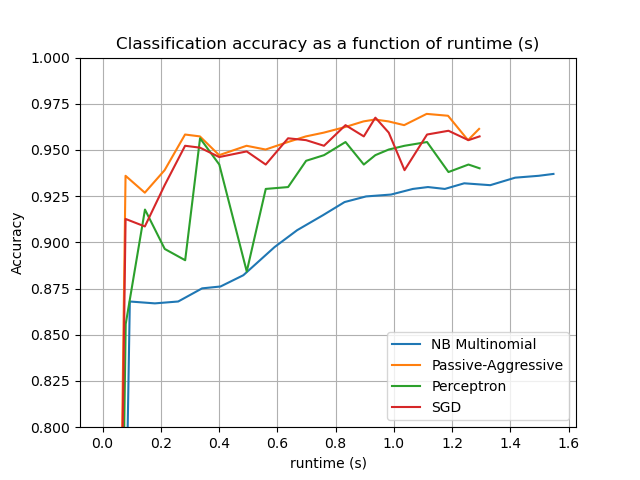 Classification accuracy as a function of runtime (s)
1.000
0.975
0.950
0.925
0.900
0.875
0.850
0.825
0.800
Accuracy
NB Multinomial
Passive-Aggressive
Perceptron
SGD
0.0 0.2 0.4 0.6 0.8 1.0 1.2 1.4 1.6
runtime (s)